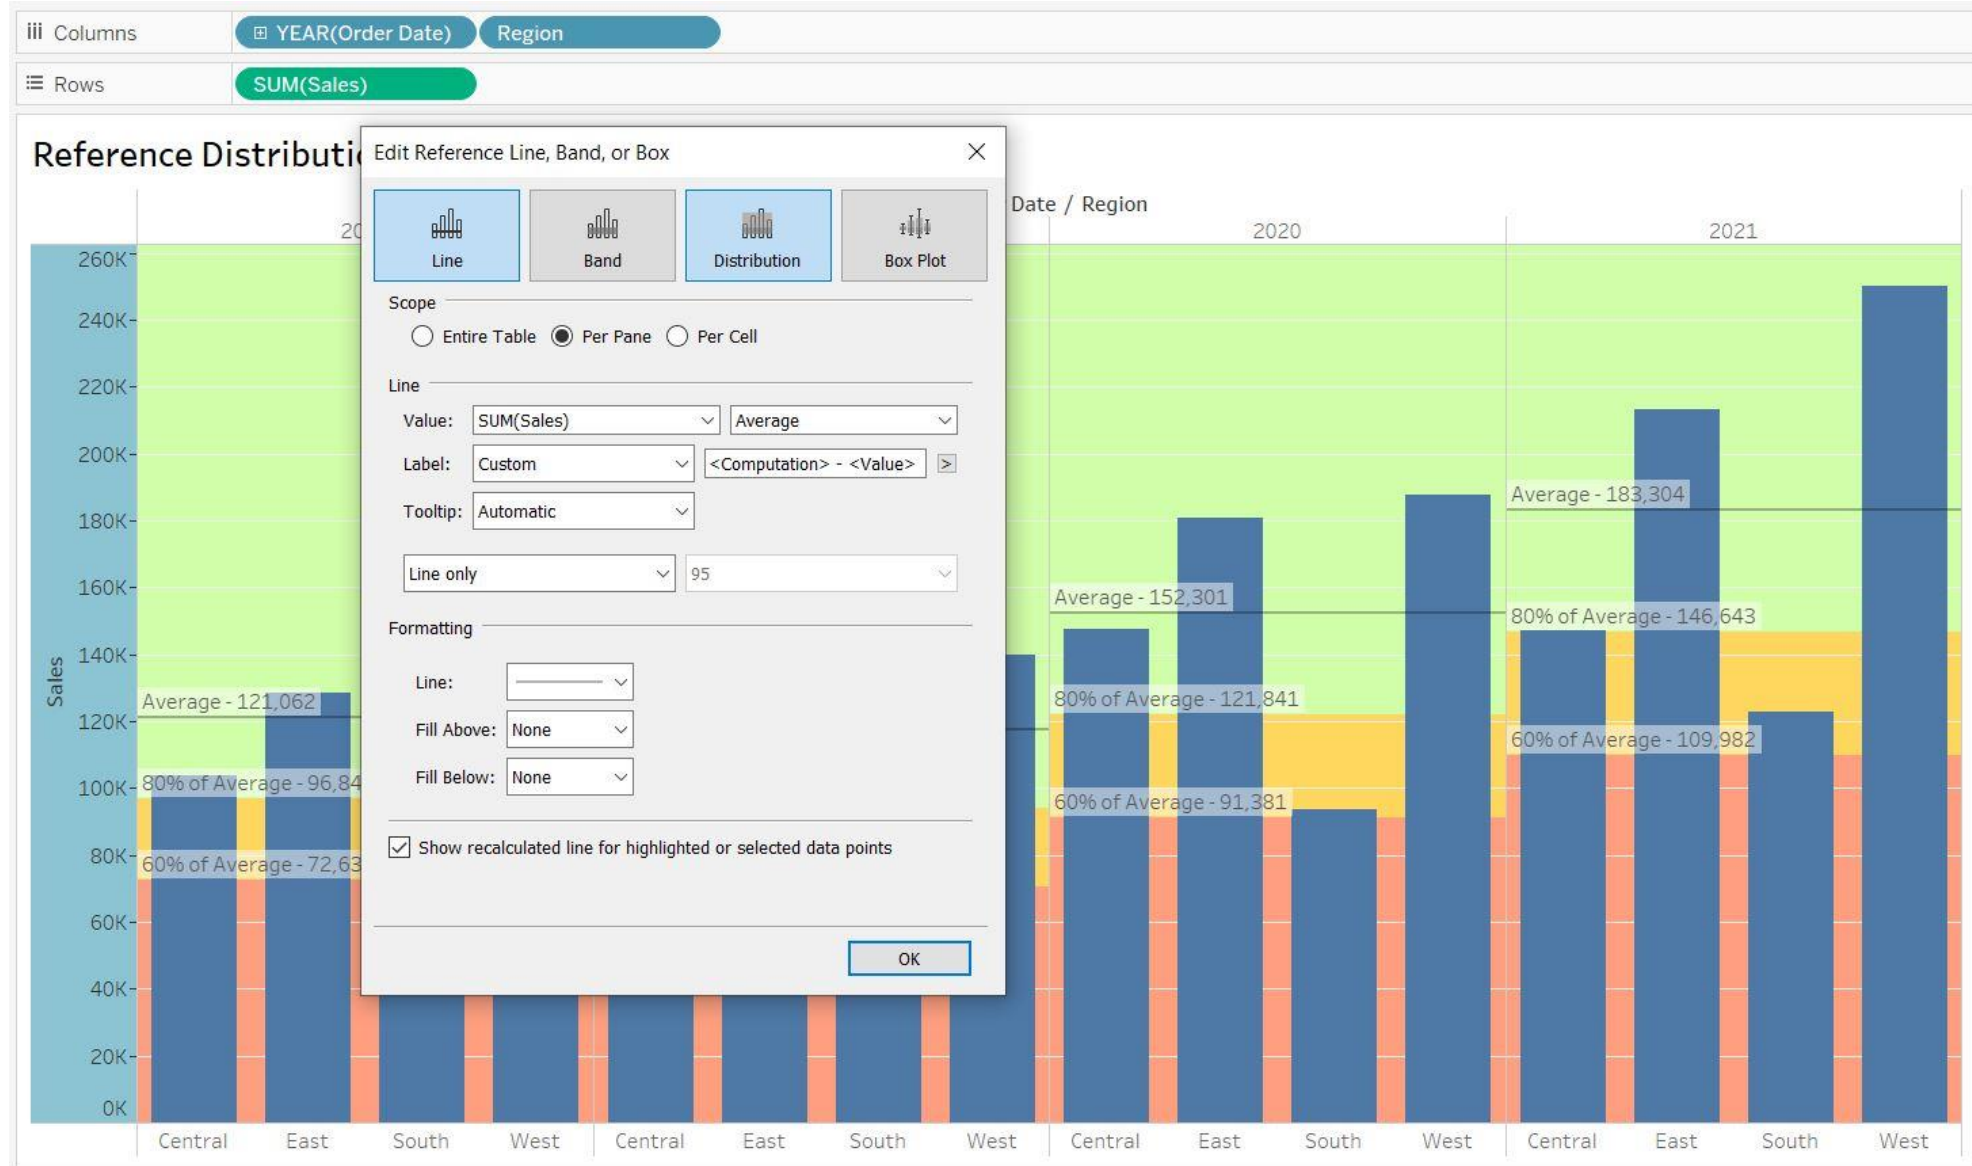 Columns
YEAR(Order Date)
Region
Rows
SUM(Sales)
Reference Distributi
Edit Reference Line, Band, or Box
Line
Band
Distribution
Box Plot
Scope
Entire Table
Per Pane
Per Cell
Line
Value:
SUM(Sales)
Average
Label:
Custom
<Computation> - <Value>
>
Tooltip:
Automatic
Line only
95
Formatting
Line:
Fill Above:
None
Fill Below:
None
Show recalculated line for highlighted or selected data points
OK
Date / Region
20
2020
2021
260K
240K
220K
200K
180K
160K
140K
120K
100K
80K
60K
40K
20K
0K
Sales
Average - 121,062
80% of Average - 96,84
60% of Average - 72,63
Average - 152,301
80% of Average - 121,841
60% of Average - 91,381
Average - 183,304
80% of Average - 146,643
60% of Average - 109,982
Central
East
South
West
Central
East
South
West
Central
East
South
West
Central
East
South
West